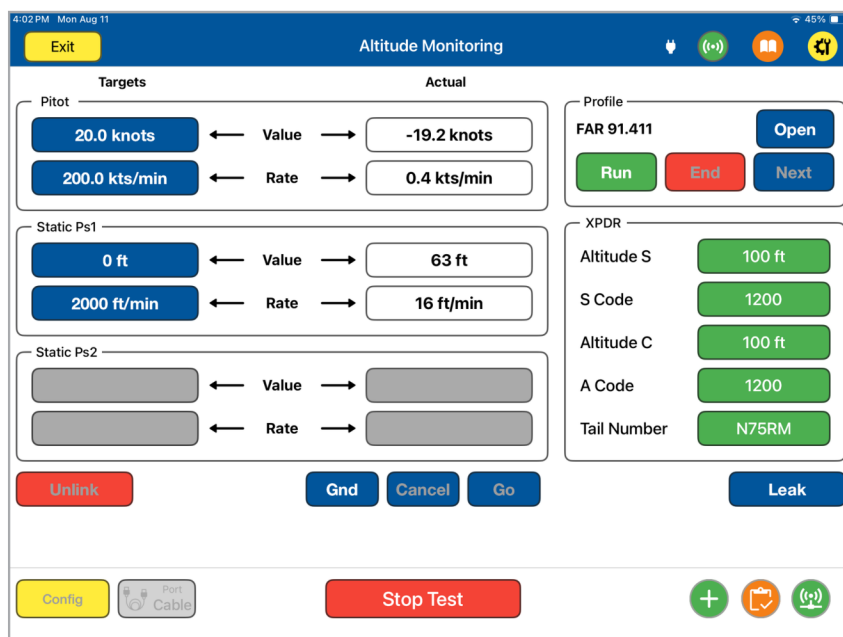 4:02 PM Mon Aug 11 45%
Exit Altitude Monitoring
Targets Actual
Pitot
20.0 knots Value -19.2 knots
200.0 kts/min Rate 0.4 kts/min
Static Ps1
0 ft Value 63 ft
2000 ft/min Rate 16 ft/min
Static Ps2
Value
Rate
Unlink Gnd Cancel Go
Profile
FAR 91.411 Open
Run End Next
XPDR
Altitude S 100 ft
S Code 1200
Altitude C 100 ft
A Code 1200
Tail Number N75RM
Leak
Config Port
Cable
Stop Test